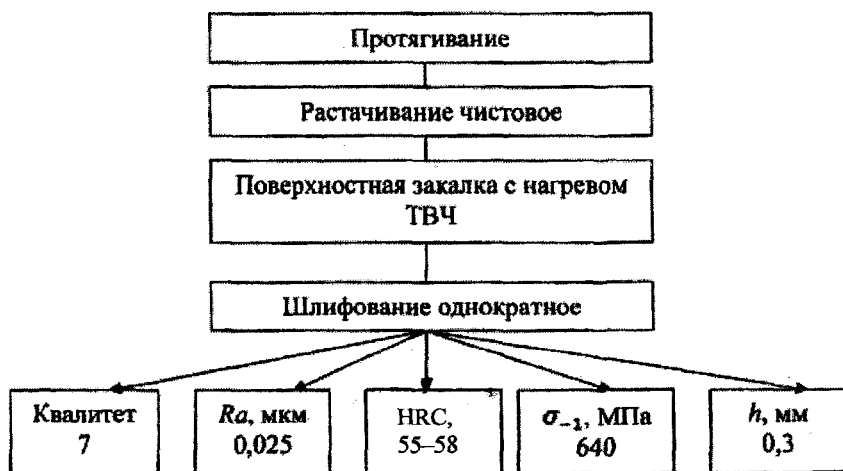 Протягивание
Растачивание чистовое
Поверхностная закалка с нагревом
ТВЧ
Шлифование однократное
Квалитет
7
Ra, мкм
0,025
HRC,
55–58
σ₋₁, МПа
640
h, мм
0,3